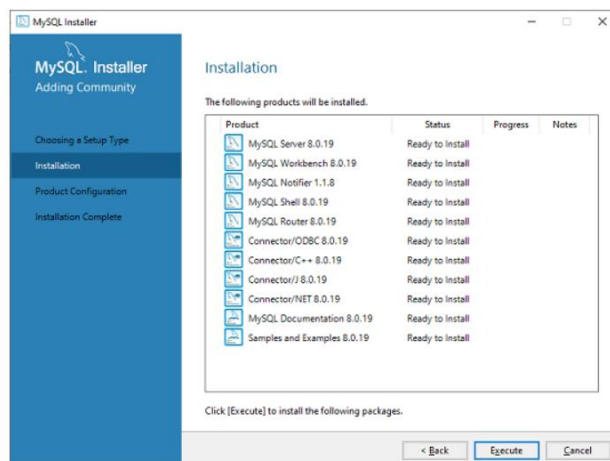 MySQL Installer
MySQL. Installer
Adding Community
Choosing a Setup Type
Installation
Product Configuration
Installation Complete
Installation
The following products will be installed.
Product Status Progress Notes
MySQL Server 8.0.19 Ready to Install
MySQL Workbench 8.0.19 Ready to Install
MySQL Notifier 1.1.8 Ready to Install
MySQL Shell 8.0.19 Ready to Install
MySQL Router 8.0.19 Ready to Install
Connector/ODBC 8.0.19 Ready to Install
Connector/C++ 8.0.19 Ready to Install
Connector/J 8.0.19 Ready to Install
Connector/NET 8.0.19 Ready to Install
MySQL Documentation 8.0.19 Ready to Install
Samples and Examples 8.0.19 Ready to Install
Click [Execute] to install the following packages.
< Back Execute Cancel